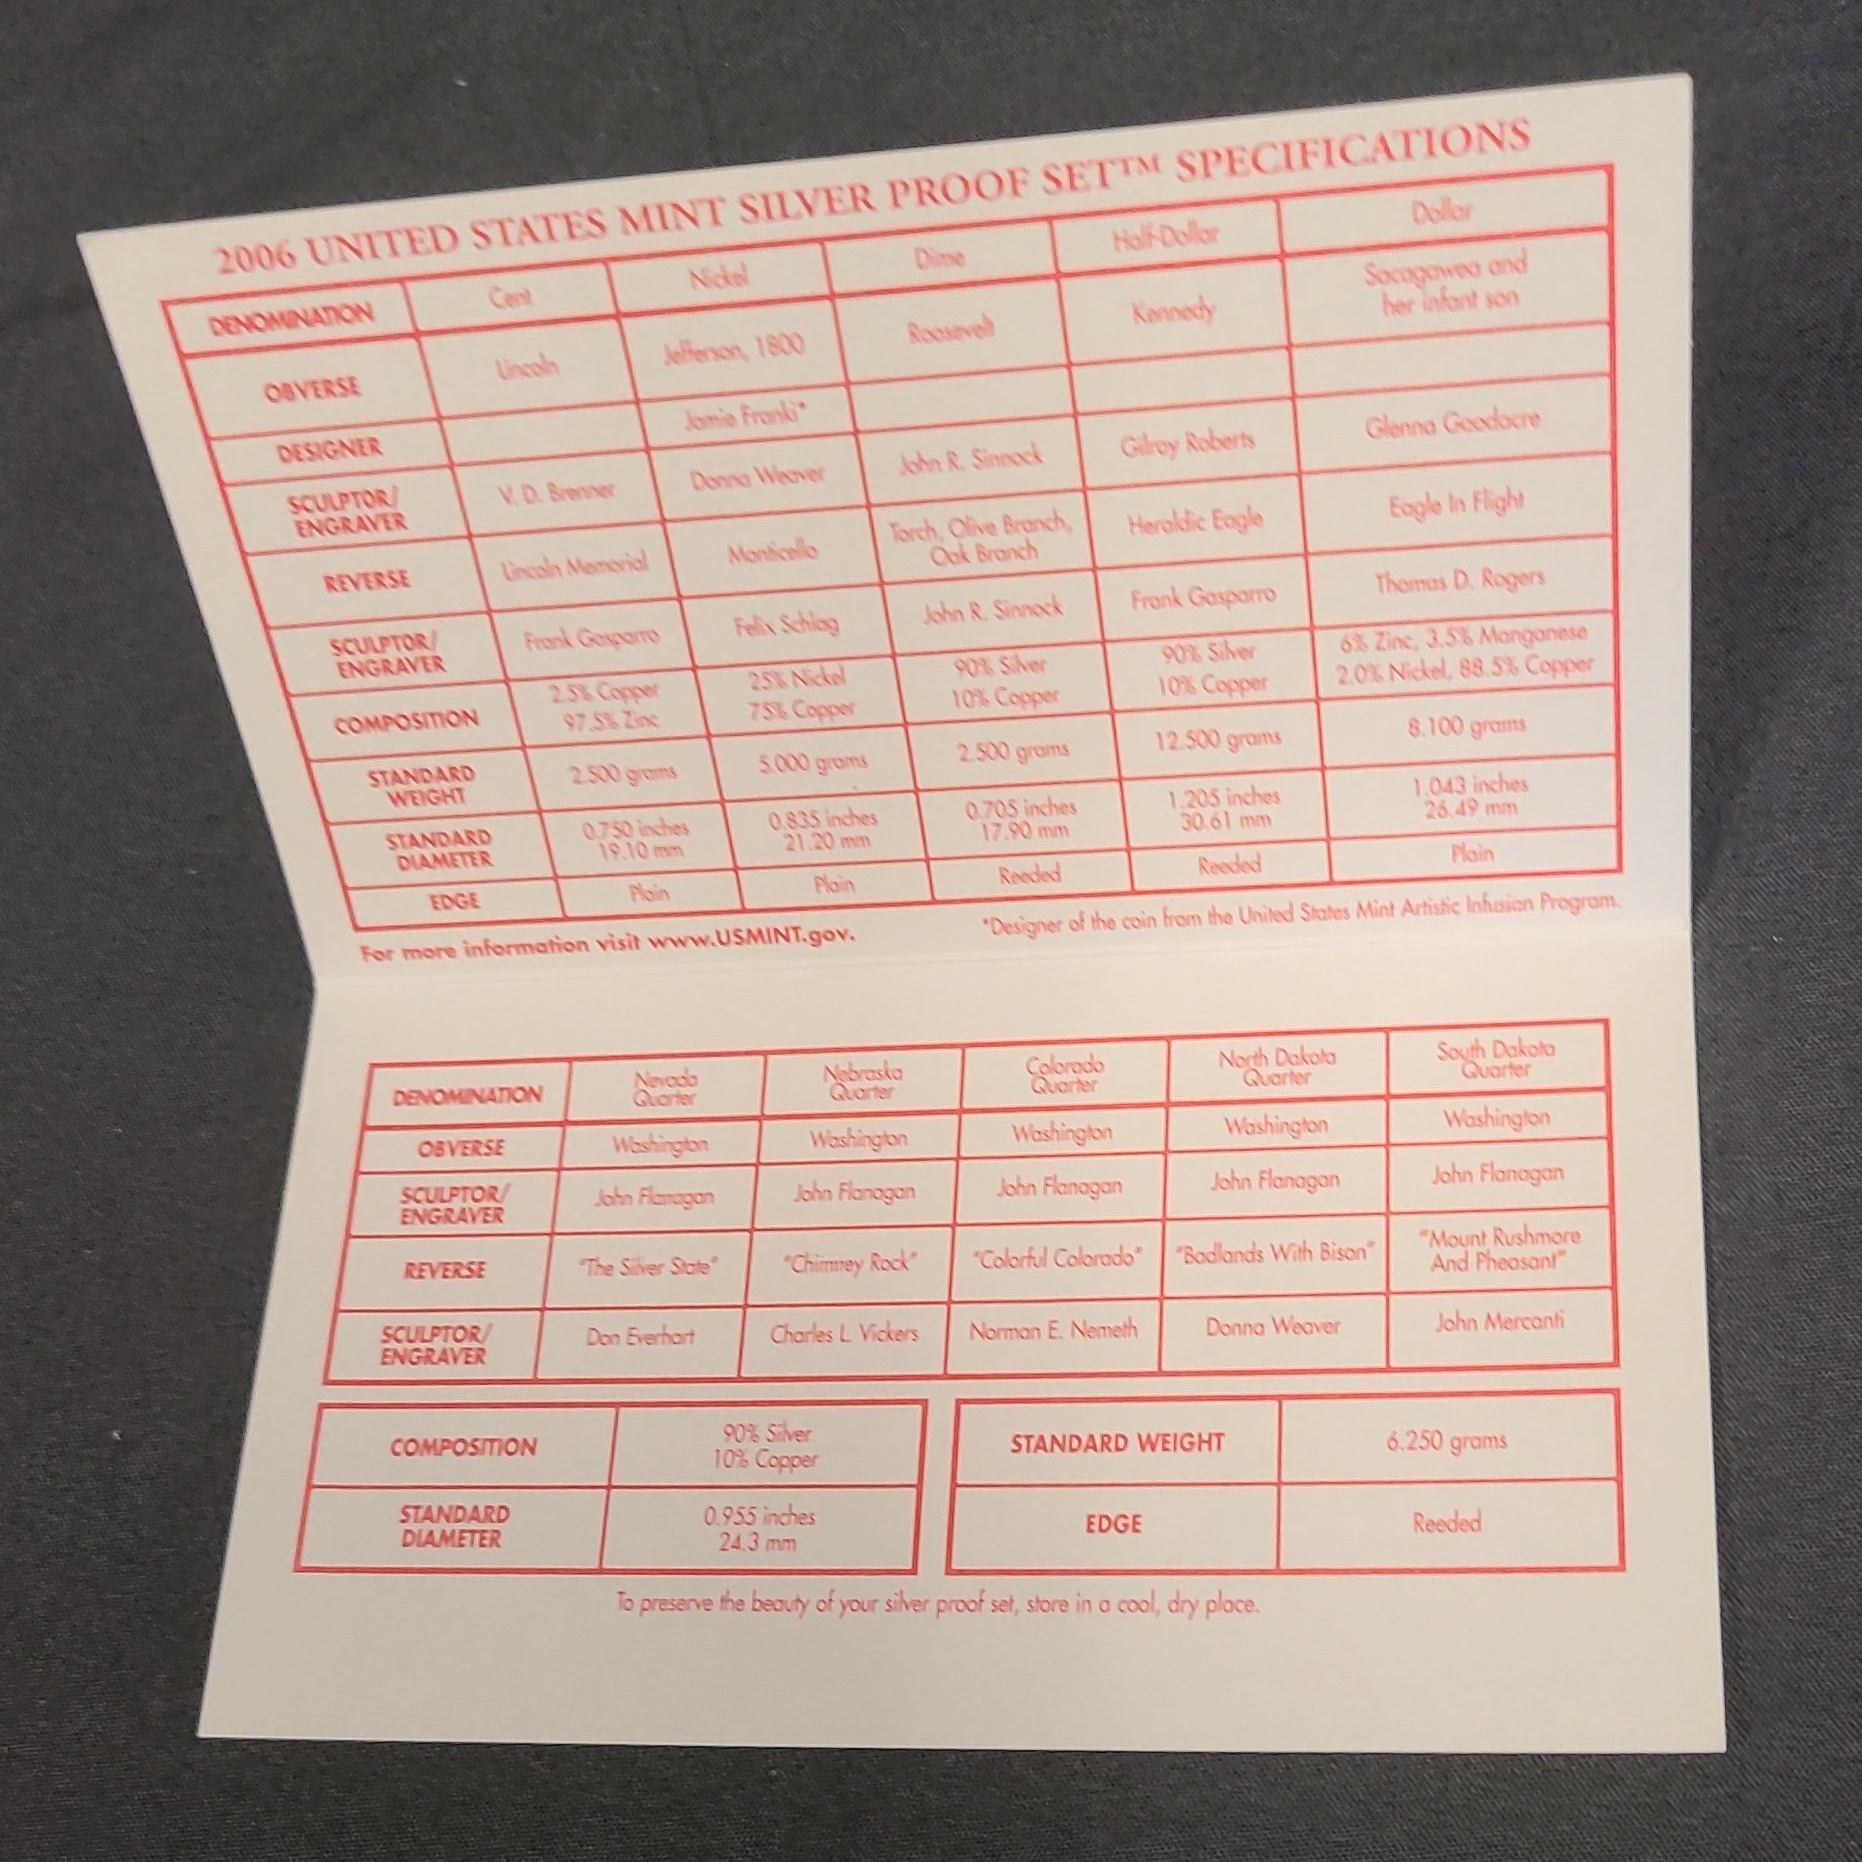 2006 UNITED STATES MINT SILVER PROOF SET™ SPECIFICATIONS
DENOMINATION Cent Nickel Dime Half-Dollar Dollar
OBVERSE Lincoln Jefferson, 1800 Roosevelt Kennedy Sacagawea and
her infant son
DESIGNER Jamie Franki*
SCULPTOR/
ENGRAVER V. D. Brenner Donna Weaver John R. Sinnock Gilroy Roberts Glenna Goodacre
REVERSE Lincoln Memorial Monticello Torch, Olive Branch,
Oak Branch Heraldic Eagle Eagle In Flight
SCULPTOR/
ENGRAVER Frank Gasparro Felix Schlag John R. Sinnock Frank Gasparro Thomas D. Rogers
COMPOSITION 2.5% Copper 25% Nickel 90% Silver 90% Silver 6% Zinc, 3.5% Manganese
97.5% Zinc 75% Copper 10% Copper 10% Copper 2.0% Nickel, 88.5% Copper
STANDARD
WEIGHT 2.500 grams 5.000 grams 2.500 grams 12.500 grams 8.100 grams
STANDARD 0.750 inches 0.835 inches 0.705 inches 1.205 inches 1.043 inches
DIAMETER 19.10 mm 21.20 mm 17.90 mm 30.61 mm 26.49 mm
EDGE Plain Plain Reeded Reeded Plain
For more information visit www.USMINT.gov. *Designer of the coin from the United States Mint Artistic Infusion Program.
DENOMINATION Nevada Nebraska Colorado North Dakota South Dakota
Quarter Quarter Quarter Quarter Quarter
OBVERSE Washington Washington Washington Washington Washington
SCULPTOR/
ENGRAVER John Flanagan John Flanagan John Flanagan John Flanagan John Flanagan
REVERSE "The Silver State" "Chimney Rock" "Colorful Colorado" "Badlands With Bison" "Mount Rushmore
And Pheasant"
SCULPTOR/
ENGRAVER Don Everhart Charles L. Vickers Norman E. Nemeth Donna Weaver John Mercanti
COMPOSITION 90% Silver
10% Copper
STANDARD WEIGHT 6.250 grams
STANDARD 0.955 inches
DIAMETER 24.3 mm
EDGE Reeded
To preserve the beauty of your silver proof set, store in a cool, dry place.